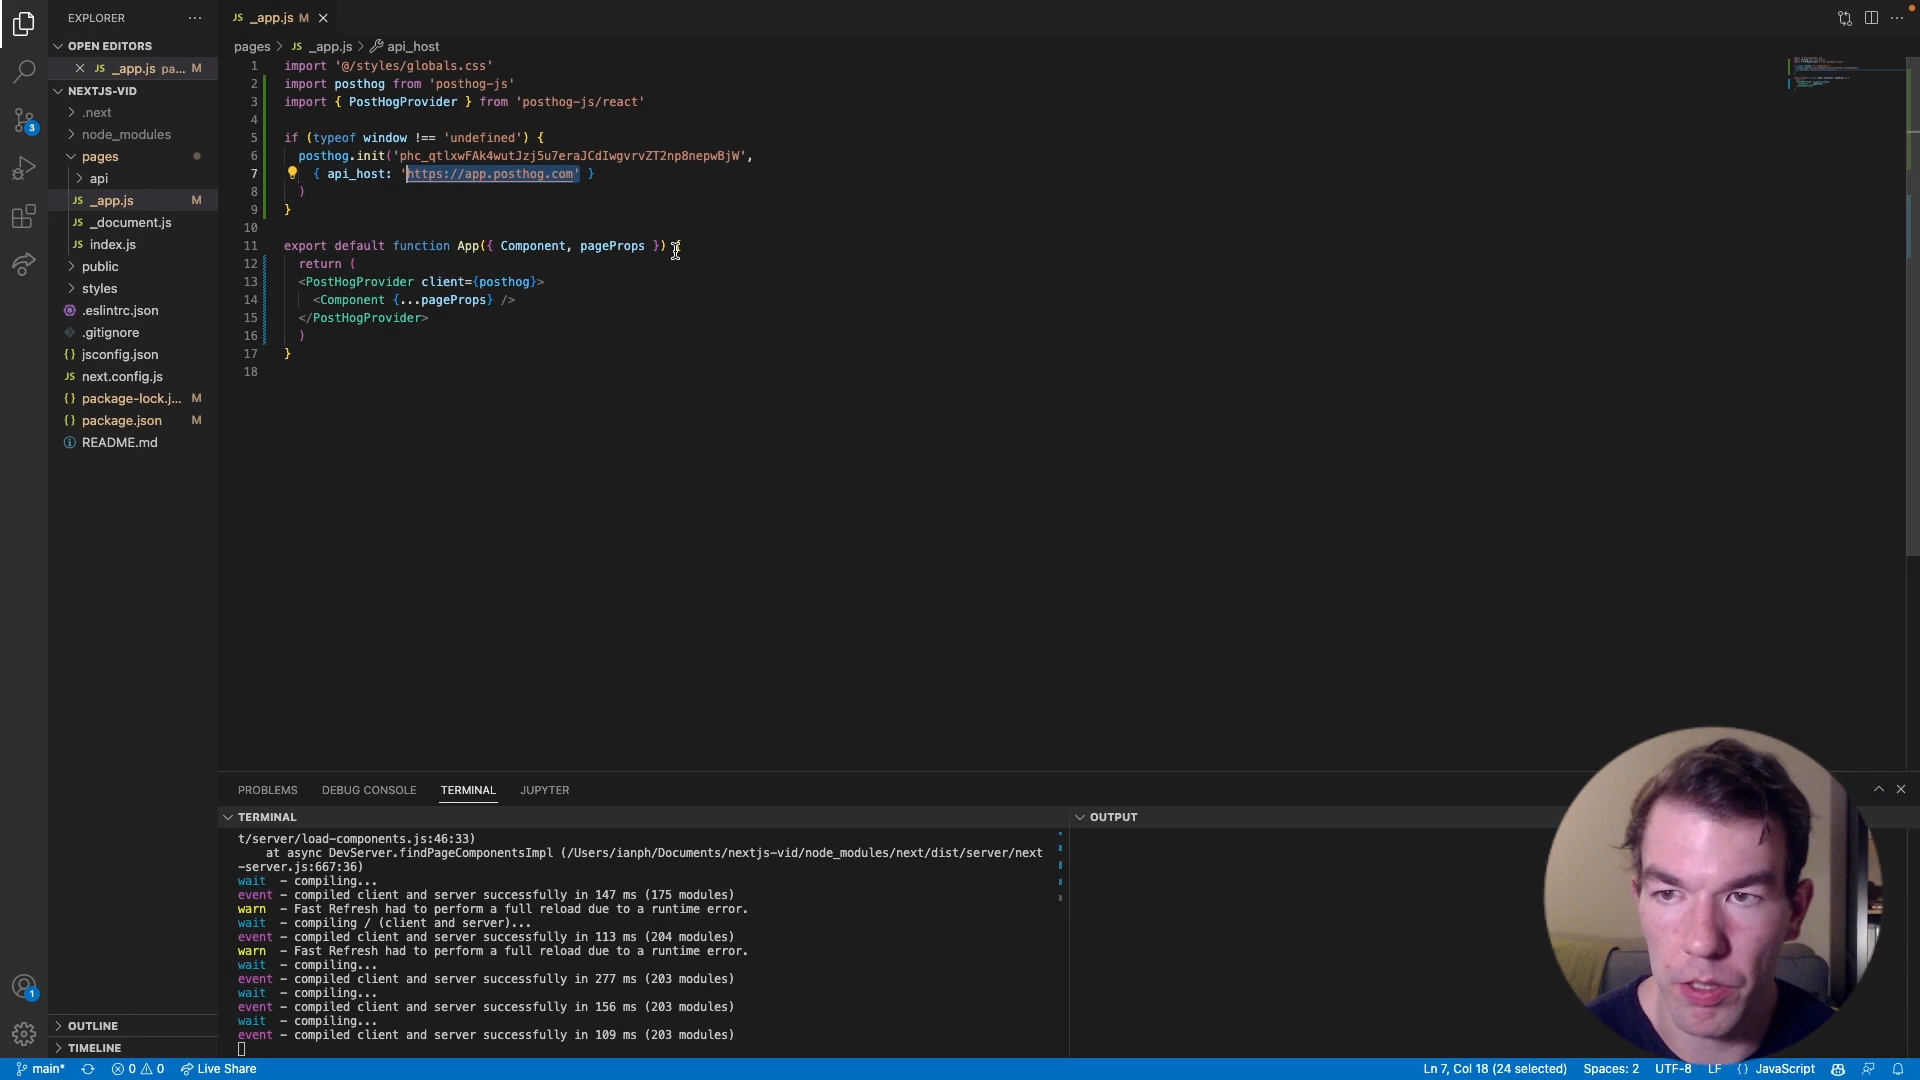 EXPLORER
OPEN EDITORS
JS _app.js pa... M
NEXTJS-VID
.next
node_modules
pages
api
JS _app.js M
JS _document.js
JS index.js
public
styles
.eslintrc.json
.gitignore
{} jsconfig.json
JS next.config.js
{} package-lock.j... M
{} package.json M
README.md
OUTLINE
TIMELINE
3
1
JS _app.js M
pages > JS _app.js > api_host
1 import '@/styles/globals.css'
2 import posthog from 'posthog-js'
3 import { PostHogProvider } from 'posthog-js/react'
4
5 if (typeof window !== 'undefined') {
6 posthog.init('phc_qtlxwFAk4wutJzj5u7eraJCdIwgvrvZT2np8nepwBjW',
7 { api_host: 'https://app.posthog.com' }
8 )
9 }
10
11 export default function App({ Component, pageProps }) {
12 return (
13 <PostHogProvider client={posthog}>
14 <Component {...pageProps} />
15 </PostHogProvider>
16 )
17 }
18
PROBLEMS DEBUG CONSOLE TERMINAL JUPYTER
TERMINAL
t/server/load-components.js:46:33)
at async DevServer.findPageComponentsImpl (/Users/ianph/Documents/nextjs-vid/node_modules/next/dist/server/next
-server.js:667:36)
wait - compiling...
event - compiled client and server successfully in 147 ms (175 modules)
warn - Fast Refresh had to perform a full reload due to a runtime error.
wait - compiling / (client and server)...
event - compiled client and server successfully in 113 ms (204 modules)
warn - Fast Refresh had to perform a full reload due to a runtime error.
wait - compiling...
event - compiled client and server successfully in 277 ms (203 modules)
wait - compiling...
event - compiled client and server successfully in 156 ms (203 modules)
wait - compiling...
event - compiled client and server successfully in 109 ms (203 modules)
OUTPUT
main* 0 0 Live Share
Ln 7, Col 18 (24 selected) Spaces: 2 UTF-8 LF {} JavaScript